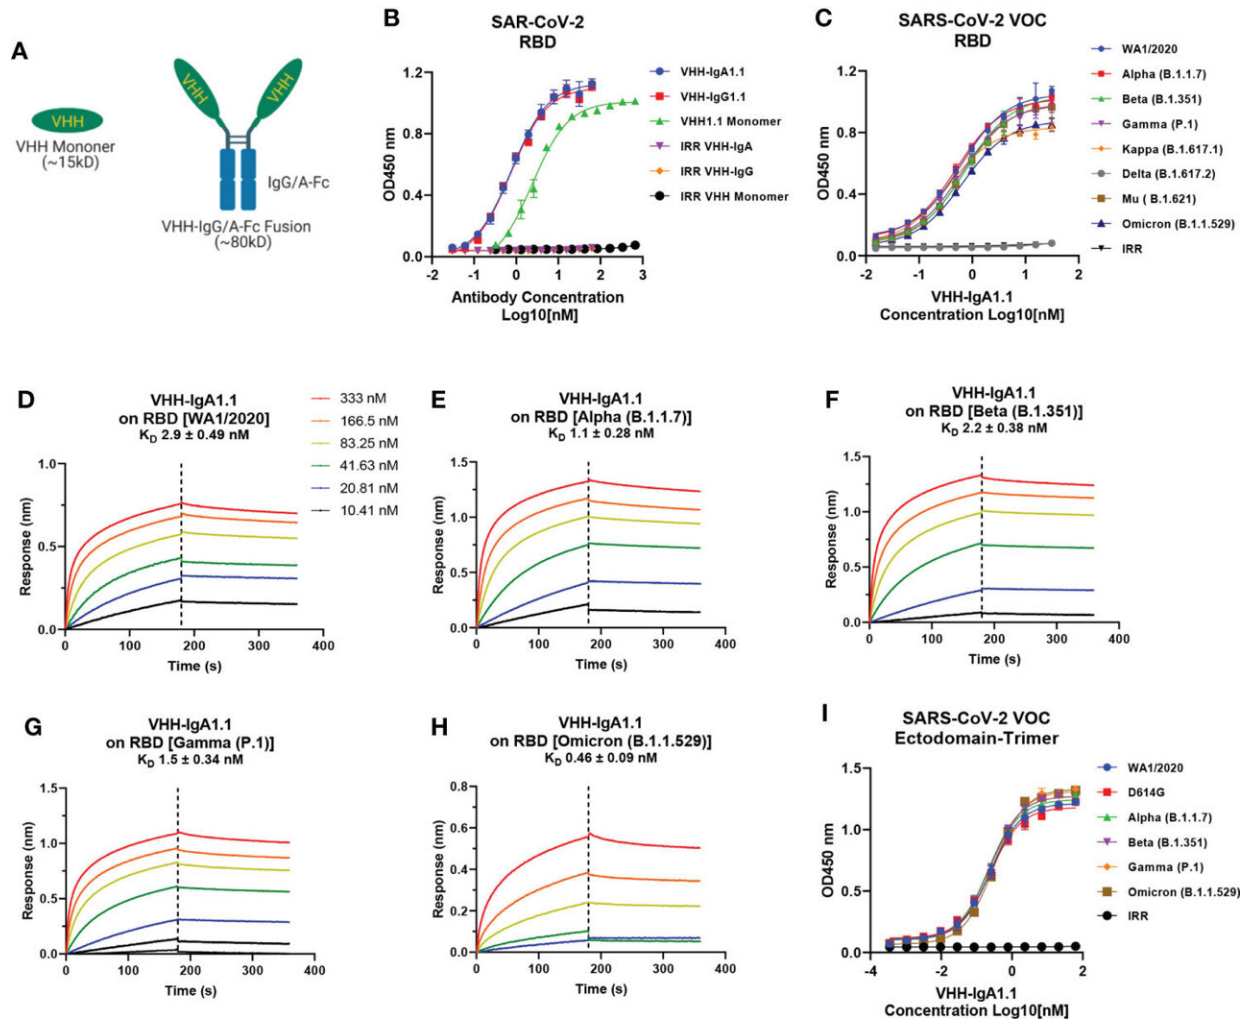 A
VHH
VHH Mononer
(~15kD)
VHH
VHH
IgG/A-Fc
VHH-IgG/A-Fc Fusion
(~80kD)
B
SAR-CoV-2
RBD
OD450 nm
1.2
0.8
0.4
0.0
-2
-1
0
1
2
3
Antibody Concentration
Log10[nM]
VHH-IgA1.1
VHH-IgG1.1
VHH1.1 Monomer
IRR VHH-IgA
IRR VHH-IgG
IRR VHH Monomer
C
SARS-CoV-2 VOC
RBD
OD450 nm
1.2
0.8
0.4
0.0
-2
-1
0
1
2
VHH-IgA1.1
Concentration Log10[nM]
WA1/2020
Alpha (B.1.1.7)
Beta (B.1.351)
Gamma (P.1)
Kappa (B.1.617.1)
Delta (B.1.617.2)
Mu ( B.1.621)
Omicron (B.1.1.529)
IRR
D
VHH-IgA1.1
on RBD [WA1/2020]
KD 2.9 ± 0.49 nM
Response (nm)
1.0
0.5
0.0
0
100
200
300
400
Time (s)
333 nM
166.5 nM
83.25 nM
41.63 nM
20.81 nM
10.41 nM
E
VHH-IgA1.1
on RBD [Alpha (B.1.1.7)]
KD 1.1 ± 0.28 nM
Response (nm)
1.5
1.0
0.5
0.0
0
100
200
300
400
Time (s)
F
VHH-IgA1.1
on RBD [Beta (B.1.351)]
KD 2.2 ± 0.38 nM
Response (nm)
1.5
1.0
0.5
0.0
0
100
200
300
400
Time (s)
G
VHH-IgA1.1
on RBD [Gamma (P.1)]
KD 1.5 ± 0.34 nM
Response (nm)
1.5
1.0
0.5
0.0
0
100
200
300
400
Time (s)
H
VHH-IgA1.1
on RBD [Omicron (B.1.1.529)]
KD 0.46 ± 0.09 nM
Response (nm)
0.8
0.6
0.4
0.2
0.0
0
100
200
300
400
Time (s)
I
SARS-CoV-2 VOC
Ectodomain-Trimer
OD450 nm
1.5
1.0
0.5
0.0
-4
-2
0
2
VHH-IgA1.1
Concentration Log10[nM]
WA1/2020
D614G
Alpha (B.1.1.7)
Beta (B.1.351)
Gamma (P.1)
Omicron (B.1.1.529)
IRR